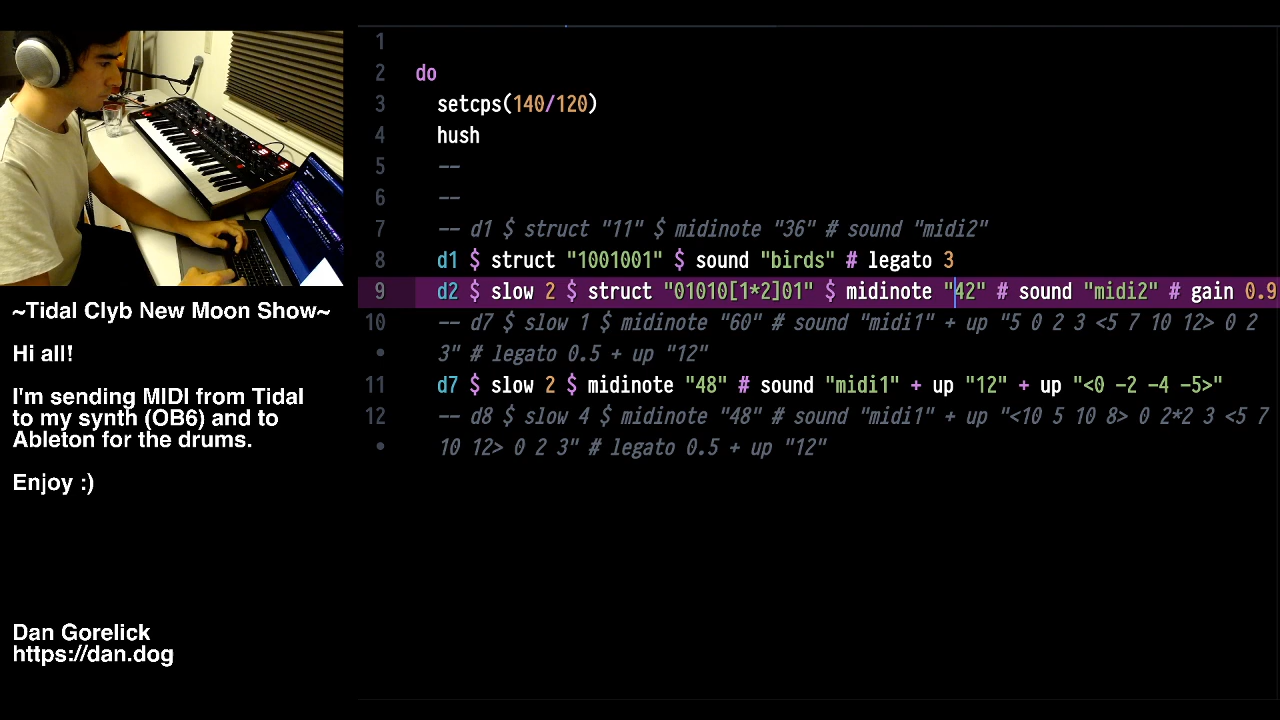 ~Tidal Clyb New Moon Show~
Hi all!
I'm sending MIDI from Tidal
to my synth (OB6) and to
Ableton for the drums.
Enjoy :)
Dan Gorelick
https://dan.dog
1
2 do
3 setcps(140/120)
4 hush
5 --
6 --
7 -- d1 $ struct "11" $ midinote "36" # sound "midi2"
8 d1 $ struct "1001001" $ sound "birds" # legato 3
9 d2 $ slow 2 $ struct "01010[1*2]01" $ midinote "42" # sound "midi2" # gain 0.9
10 -- d7 $ slow 1 $ midinote "60" # sound "midi1" + up "5 0 2 3 <5 7 10 12> 0 2
• 3" # legato 0.5 + up "12"
11 d7 $ slow 2 $ midinote "48" # sound "midi1" + up "12" + up "<0 -2 -4 -5>"
12 -- d8 $ slow 4 $ midinote "48" # sound "midi1" + up "<10 5 10 8> 0 2*2 3 <5 7
• 10 12> 0 2 3" # legato 0.5 + up "12"